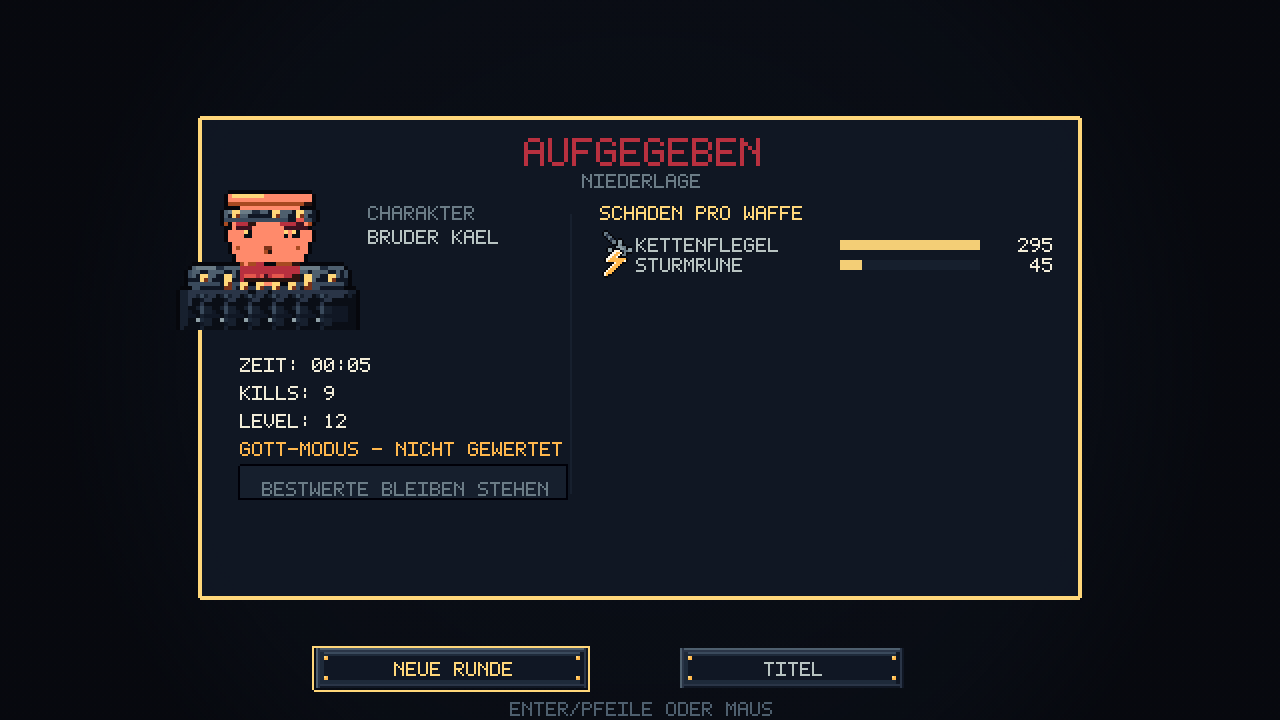 AUFGEGEBEN
NIEDERLAGE
CHARAKTER
BRUDER KAEL
ZEIT: 00:05
KILLS: 9
LEVEL: 12
GOTT-MODUS - NICHT GEWERTET
BESTWERTE BLEIBEN STEHEN
SCHADEN PRO WAFFE
KETTENFLEGEL 295
STURMRUNE 45
NEUE RUNDE
TITEL
ENTER/PFEILE ODER MAUS